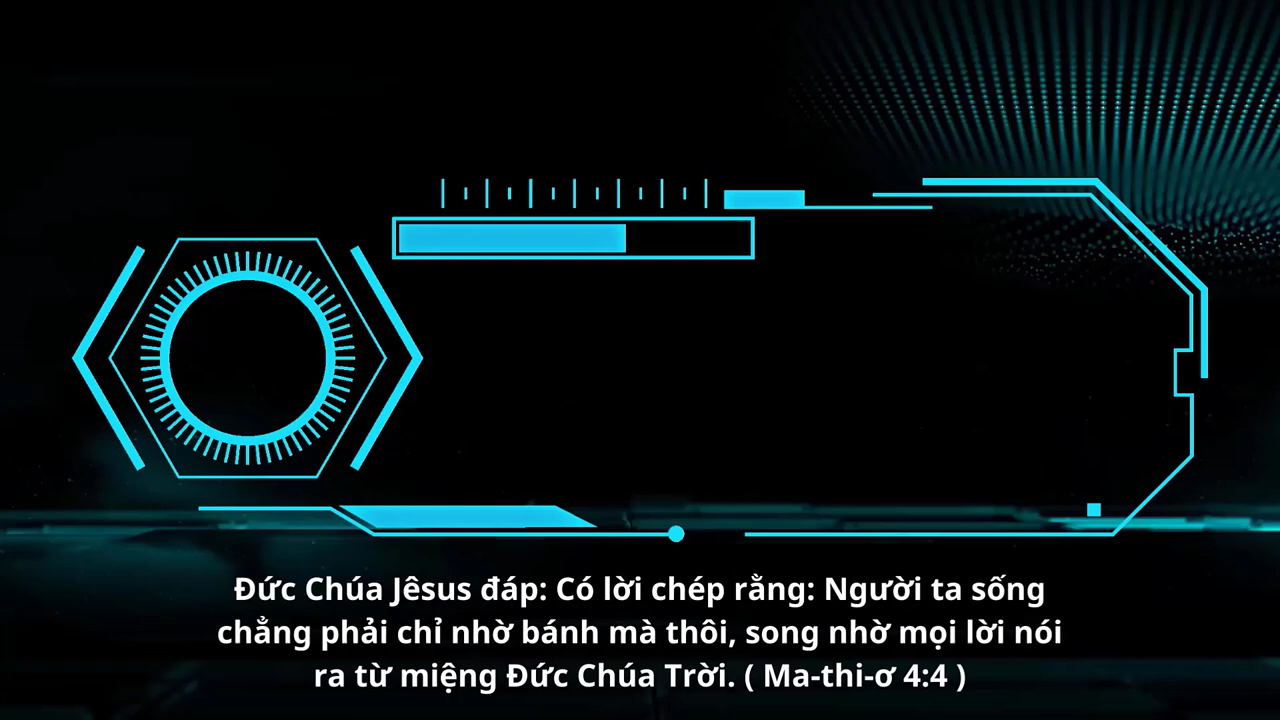 Đức Chúa Jêsus đáp: Có lời chép rằng: Người ta sống
chẳng phải chỉ nhờ bánh mà thôi, song nhờ mọi lời nói
ra từ miệng Đức Chúa Trời. ( Ma-thi-ơ 4:4 )